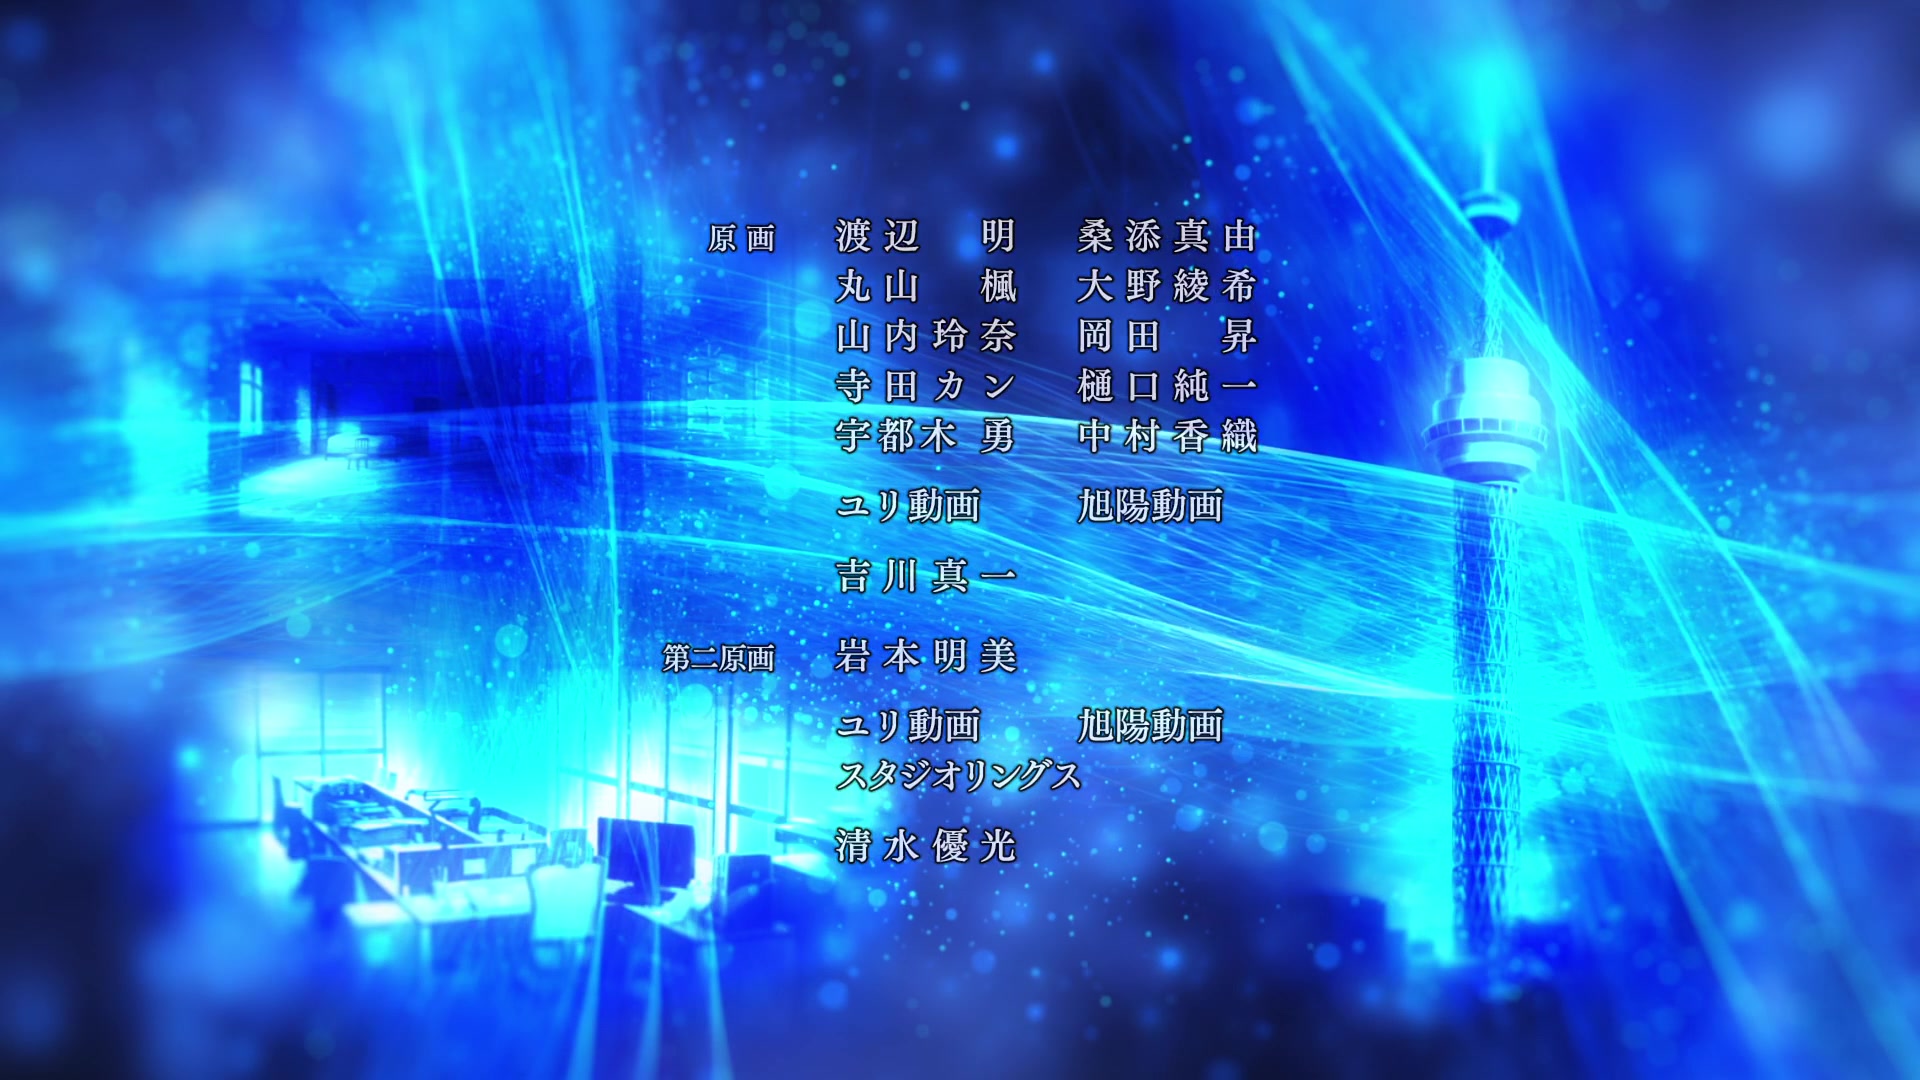 原画 渡辺 明 桑添真由
丸山 楓 大野綾希
山内玲奈 岡田 昇
寺田カン 樋口純一
宇都木 勇 中村香織
ユリ動画 旭陽動画
吉川真一
第二原画 岩本明美
ユリ動画 旭陽動画
スタジオリングス
清水優光